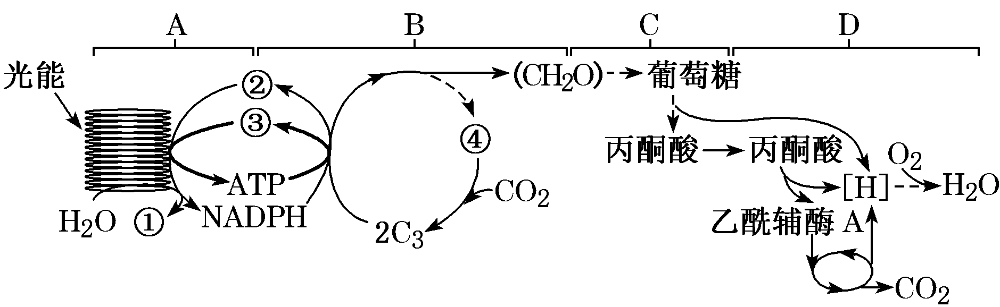 A B C D
光能 ② (CH₂O) 葡萄糖
③
④ 丙酮酸 丙酮酸 O₂
ATP CO₂ [H] H₂O
H₂O ① NADPH 2C₃ 乙酰辅酶 A
CO₂